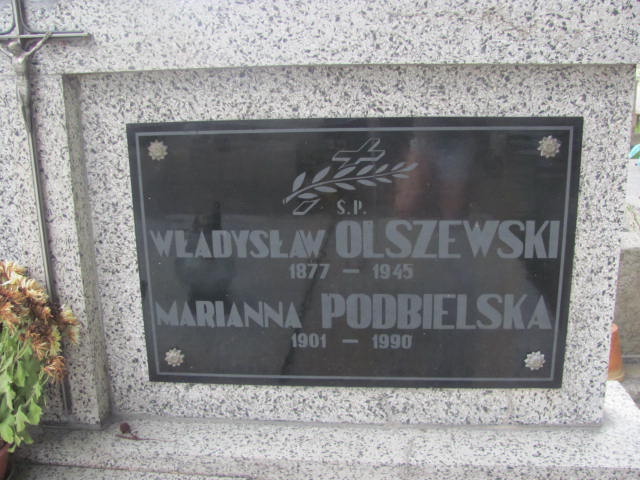 Ś.P.
WŁADYSŁAW OLSZEWSKI
1877 – 1945
MARIANNA PODBIELSKA
1901 – 1990